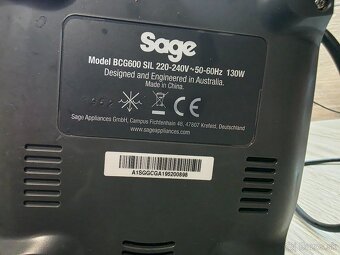 Sage
Model BCG600 SIL 220-240V~50-60Hz 130W
Designed and Engineered in Australia.
Made in China.
CE
Sage Appliances GmbH, Campus Fichtenhain 48, 47807 Krefeld, Deutschland
www.sageappliances.com
A1SGGCGA195200898